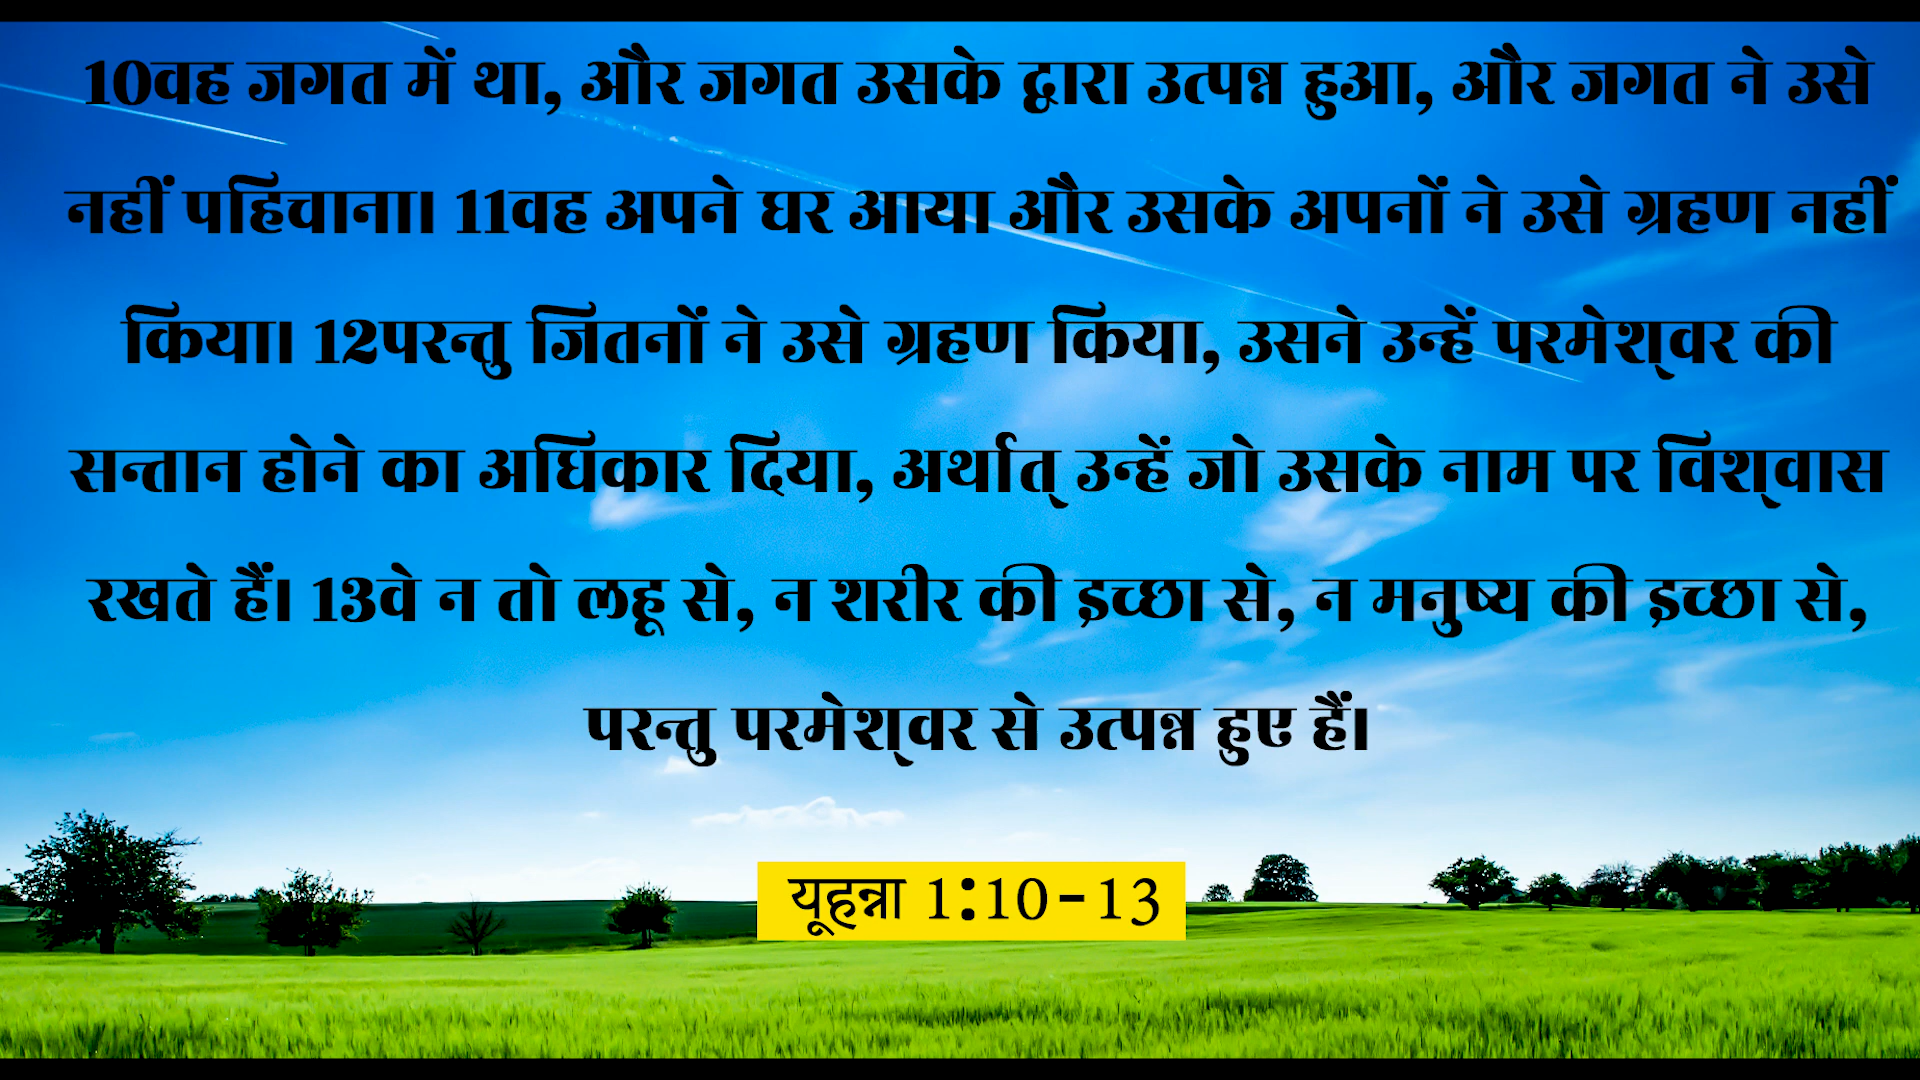 10वह जगत में था, और जगत उसके द्वारा उत्पन्न हुआ, और जगत ने उसे
नहीं पहिचाना। 11वह अपने घर आया और उसके अपनों ने उसे ग्रहण नहीं
किया। 12परन्तु जितनों ने उसे ग्रहण किया, उसने उन्हें परमेश्‍वर की
सन्तान होने का अधिकार दिया, अर्थात् उन्हें जो उसके नाम पर विश्‍वास
रखते हैं। 13वे न तो लहू से, न शरीर की इच्छा से, न मनुष्य की इच्छा से,
परन्तु परमेश्‍वर से उत्पन्न हुए हैं।
यूहन्ना 1:10-13